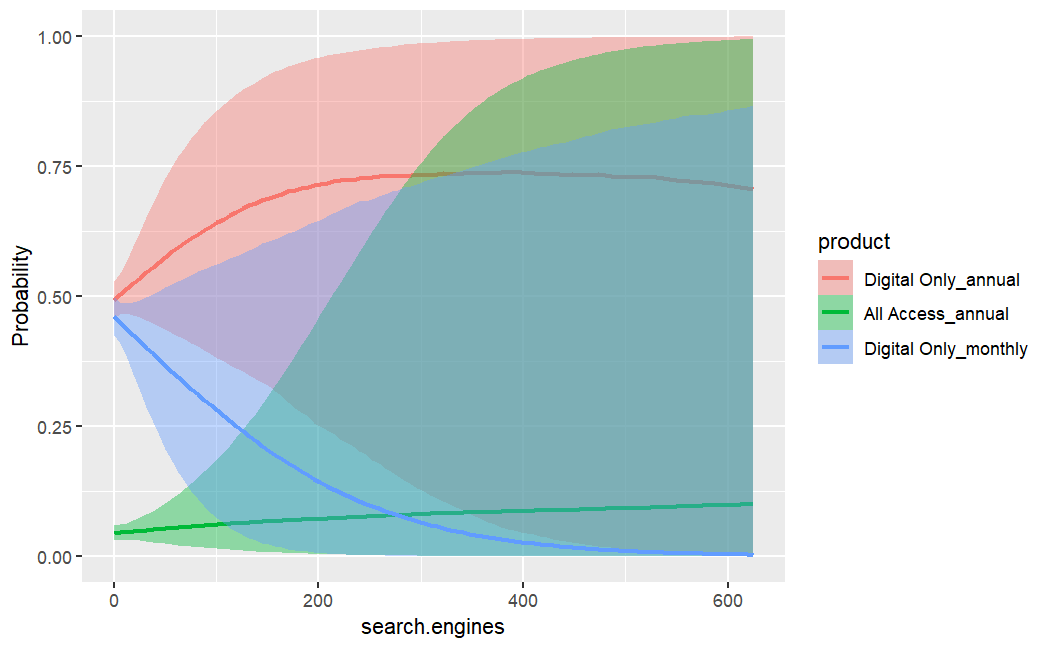 1.00
0.75
0.50
0.25
0.00
Probability
0
200
400
600
search.engines
product
Digital Only_annual
All Access_annual
Digital Only_monthly